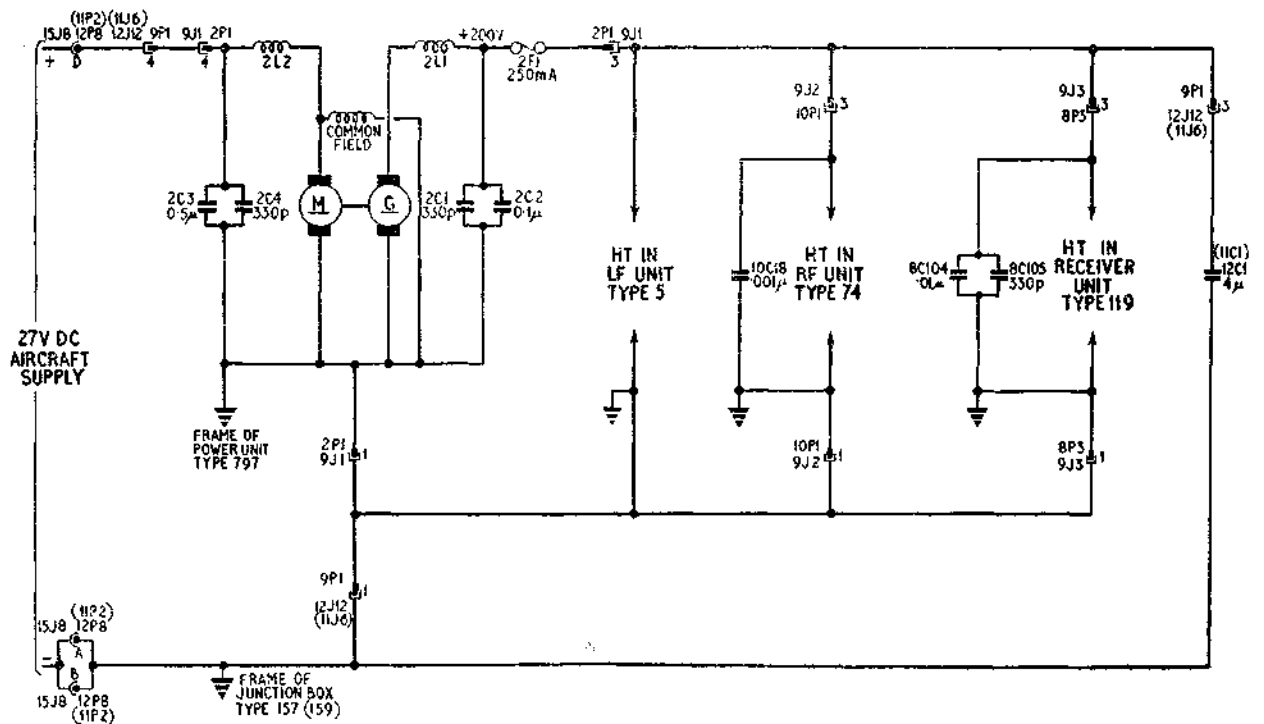 (11P2)(11J6)
15J8 12P8 12J12 9P1 9J1 2P1
+ D 4 4
2L2
2L1
+200V
2F1
250mA
2P1 9J1
3
COMMON
FIELD
9J2
10P1
3
9J3
8P3
3
9P1
12J12
(11J6)
3
2C3
0.5μ
2C4
330p
M
G
2C1
330p
2C2
0.1μ
HT IN
LF UNIT
TYPE 5
10C18
.001μ
HT IN
RF UNIT
TYPE 74
8C104
.01μ
8C105
330p
HT IN
RECEIVER
UNIT
TYPE 119
(11C1)
12C1
4μ
27V DC
AIRCRAFT
SUPPLY
FRAME OF
POWER UNIT
TYPE 797
2P1
9J1
1
10P1
9J2
1
8P3
9J3
1
9P1
12J12
(11J6)
1
(11P2)
15J8 12P8
A
−
B
15J8 12P8
(11P2)
FRAME OF
JUNCTION BOX
TYPE 157 (159)